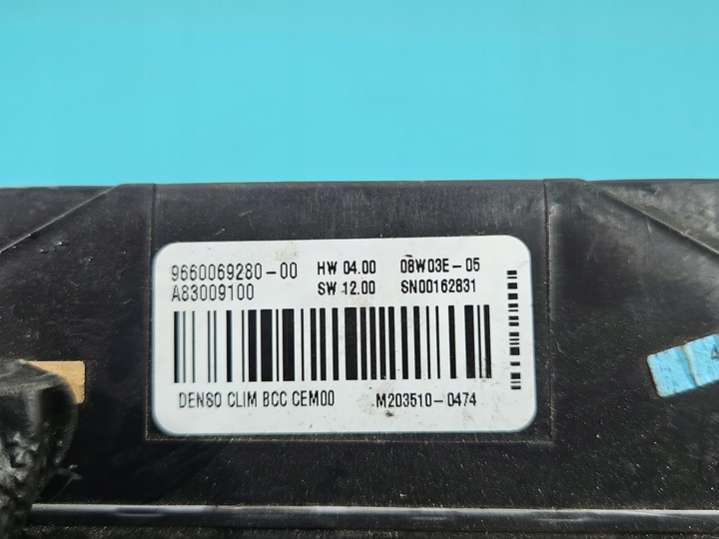 9660069280-00 HW 04.00 08W03E-05
A83009100 SW 12.00 SN00162831
DENSO CLIM BCC CEM00 M203510-0474